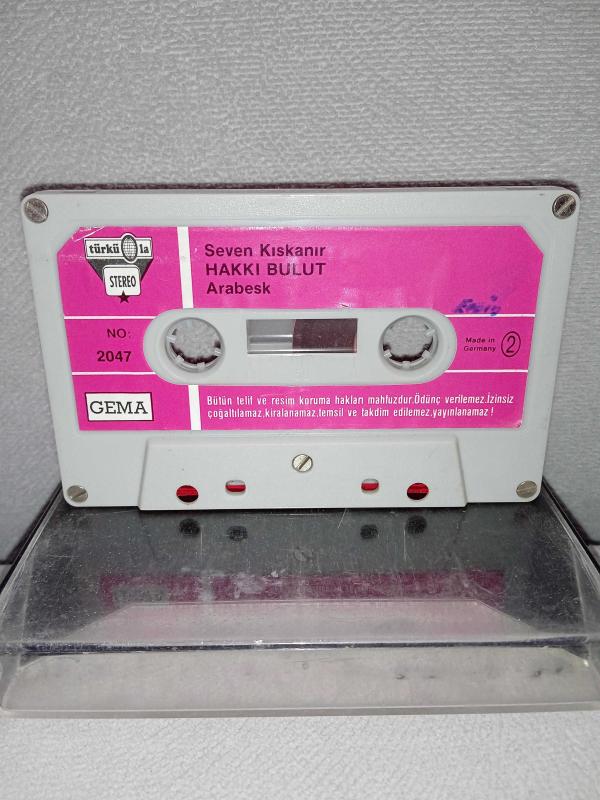 türkü la
STEREO
Seven Kıskanır
HAKKI BULUT
Arabesk
NO:
2047
Made in
Germany
2
GEMA
Bütün telif ve resim koruma hakları mahfuzdur.Ödünç verilemez.İzinsiz
çoğaltılamaz,kiralanamaz,temsil ve takdim edilemez,yayınlanamaz!
GEMA